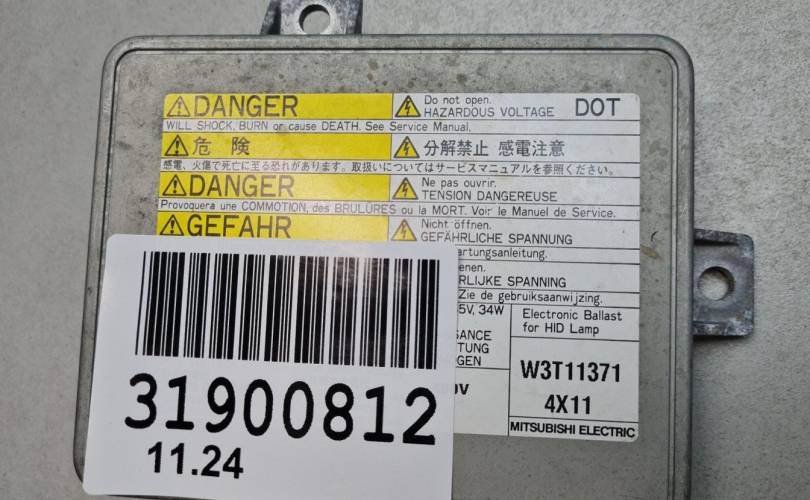 DANGER
Do not open.
HAZARDOUS VOLTAGE
DOT
WILL SHOCK, BURN or cause DEATH. See Service Manual.
危 険
分解禁止 感電注意
感電、火傷で死亡に至る恐れがあります。取扱いについてはサービスマニュアルを参照ください。
DANGER
Ne pas ouvrir.
TENSION DANGEREUSE
Provoquera une COMMOTION, des BRULÛRES ou la MORT. Voir le Manuel de Service.
GEFAHR
Nicht öffnen.
GEFÄHRLICHE SPANNUNG
artungsanleitung.
enen.
RLIJKE SPANNING
Zie de gebruiksaanwijzing.
5V, 34W
SANCE
TUNG
GEN
0V
Electronic Ballast
for HID Lamp
W3T11371
4X11
MITSUBISHI ELECTRIC
31900812
11.24